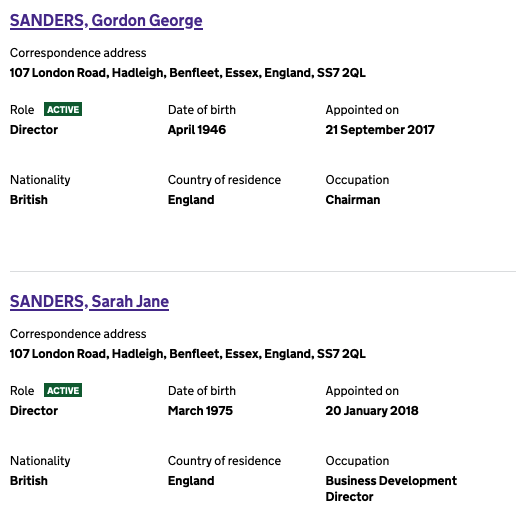 SANDERS, Gordon George
Correspondence address
107 London Road, Hadleigh, Benfleet, Essex, England, SS7 2QL
Role ACTIVE Date of birth Appointed on
Director April 1946 21 September 2017
Nationality Country of residence Occupation
British England Chairman
SANDERS, Sarah Jane
Correspondence address
107 London Road, Hadleigh, Benfleet, Essex, England, SS7 2QL
Role ACTIVE Date of birth Appointed on
Director March 1975 20 January 2018
Nationality Country of residence Occupation
British England Business Development
Director